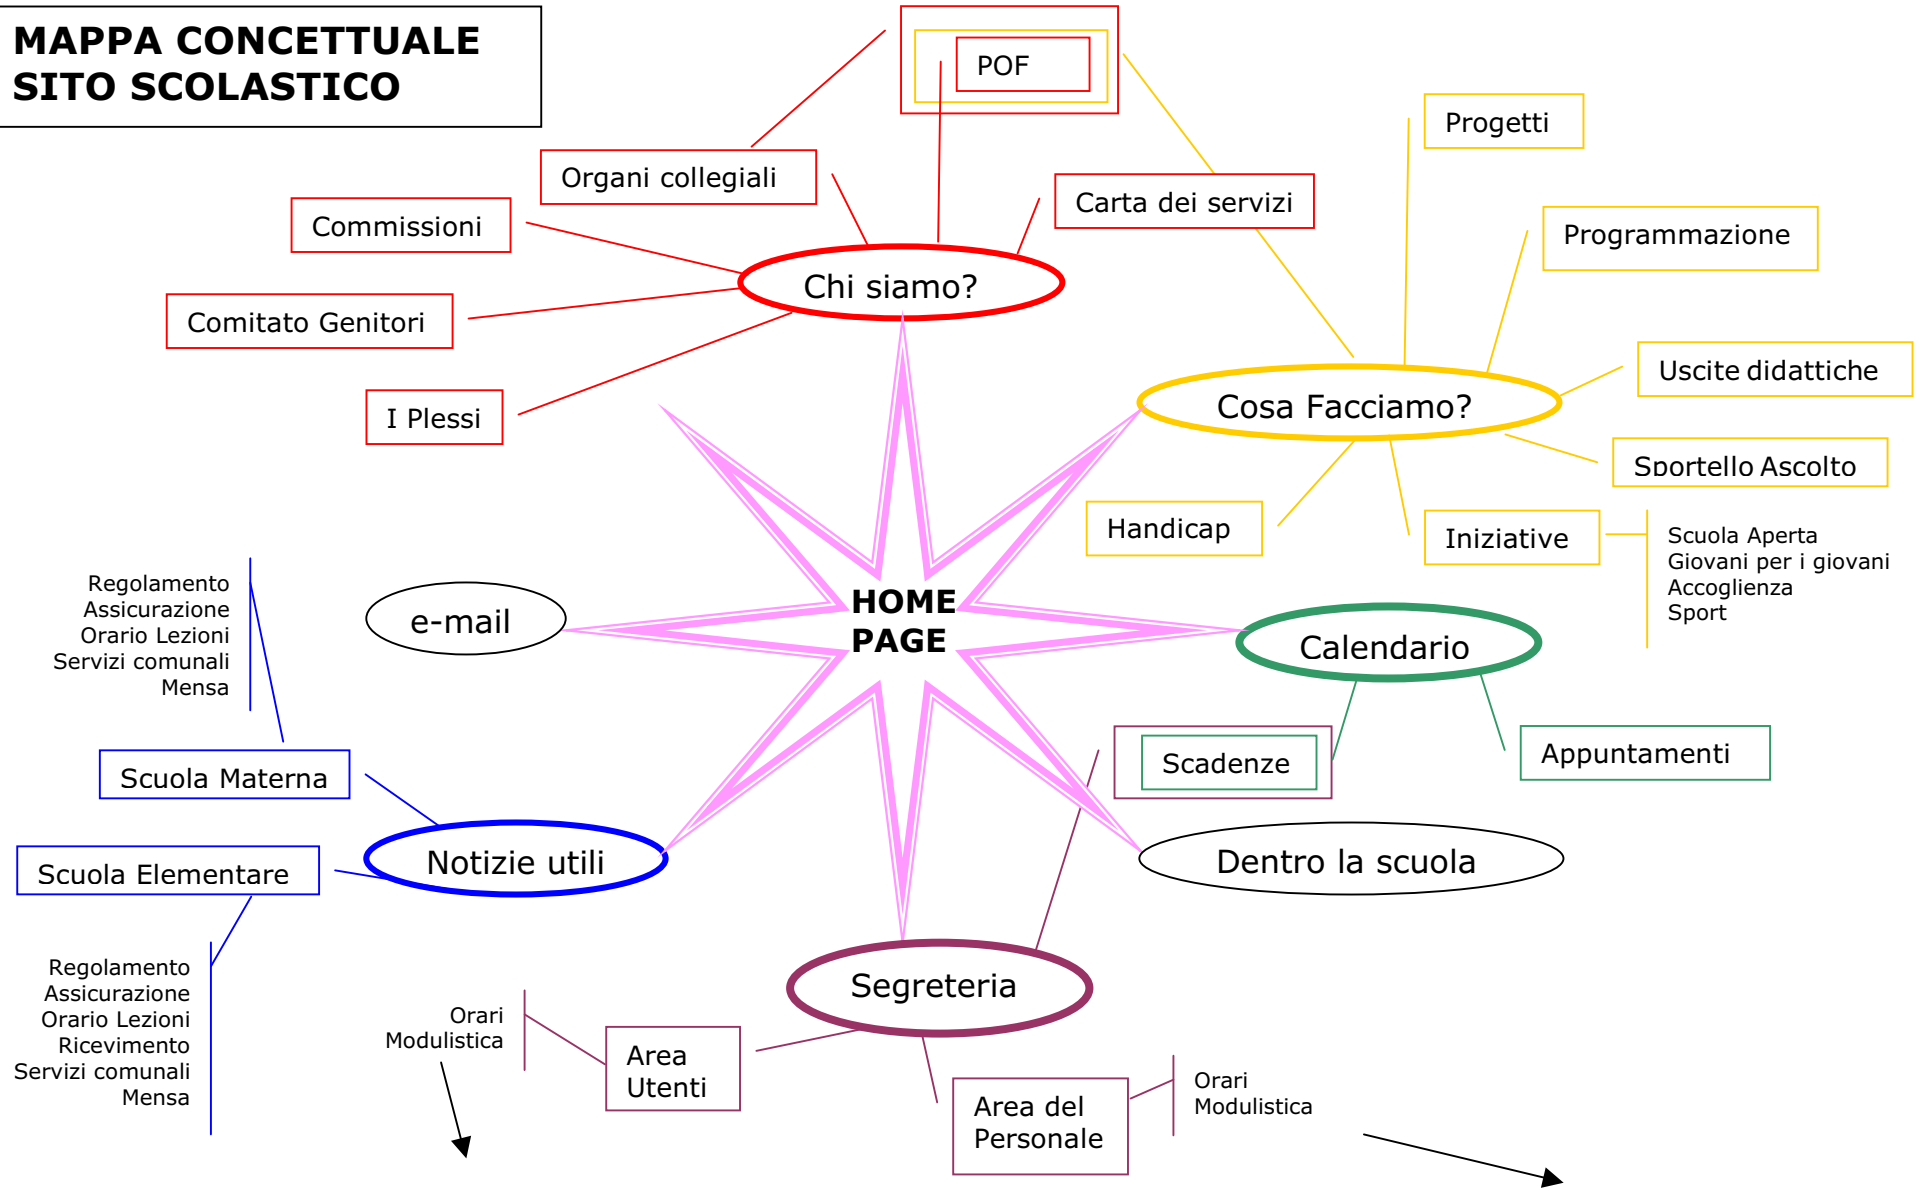 MAPPA CONCETTUALE
SITO SCOLASTICO
POF
Progetti
Organi collegiali
Carta dei servizi
Commissioni
Programmazione
Chi siamo?
Comitato Genitori
Uscite didattiche
I Plessi
Cosa Facciamo?
Sportello Ascolto
Handicap
Iniziative
Scuola Aperta
Giovani per i giovani
Accoglienza
Sport
Regolamento
Assicurazione
Orario Lezioni
Servizi comunali
Mensa
e-mail
HOME
PAGE
Calendario
Scadenze
Appuntamenti
Scuola Materna
Notizie utili
Dentro la scuola
Scuola Elementare
Regolamento
Assicurazione
Orario Lezioni
Ricevimento
Servizi comunali
Mensa
Segreteria
Orari
Modulistica
Area
Utenti
Area del
Personale
Orari
Modulistica